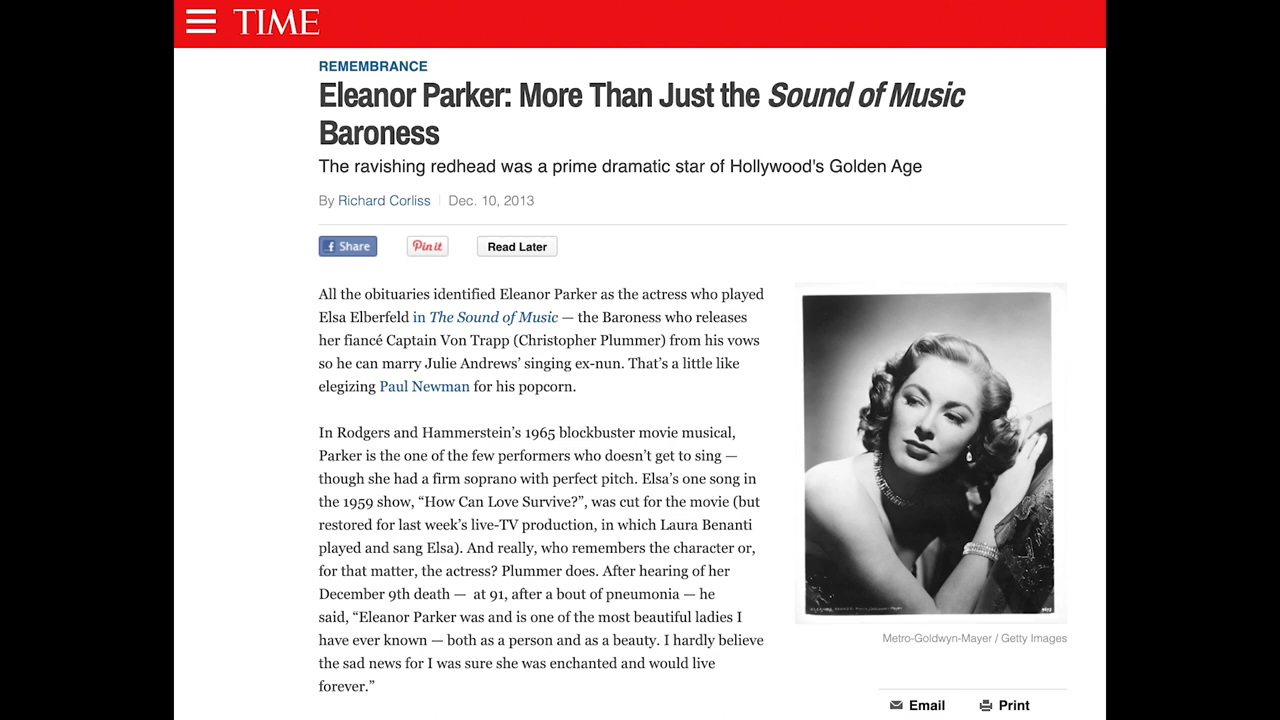 TIME
REMEMBRANCE
Eleanor Parker: More Than Just the Sound of Music
Baroness
The ravishing redhead was a prime dramatic star of Hollywood's Golden Age
By Richard Corliss | Dec. 10, 2013
f Share
Pin it
Read Later
All the obituaries identified Eleanor Parker as the actress who played
Elsa Elberfeld in The Sound of Music — the Baroness who releases
her fiancé Captain Von Trapp (Christopher Plummer) from his vows
so he can marry Julie Andrews’ singing ex-nun. That’s a little like
elegizing Paul Newman for his popcorn.
In Rodgers and Hammerstein’s 1965 blockbuster movie musical,
Parker is the one of the few performers who doesn’t get to sing —
though she had a firm soprano with perfect pitch. Elsa’s one song in
the 1959 show, “How Can Love Survive?”, was cut for the movie (but
restored for last week’s live-TV production, in which Laura Benanti
played and sang Elsa). And really, who remembers the character or,
for that matter, the actress? Plummer does. After hearing of her
December 9th death — at 91, after a bout of pneumonia — he
said, “Eleanor Parker was and is one of the most beautiful ladies I
have ever known — both as a person and as a beauty. I hardly believe
the sad news for I was sure she was enchanted and would live
forever.”
Metro-Goldwyn-Mayer / Getty Images
Email
Print